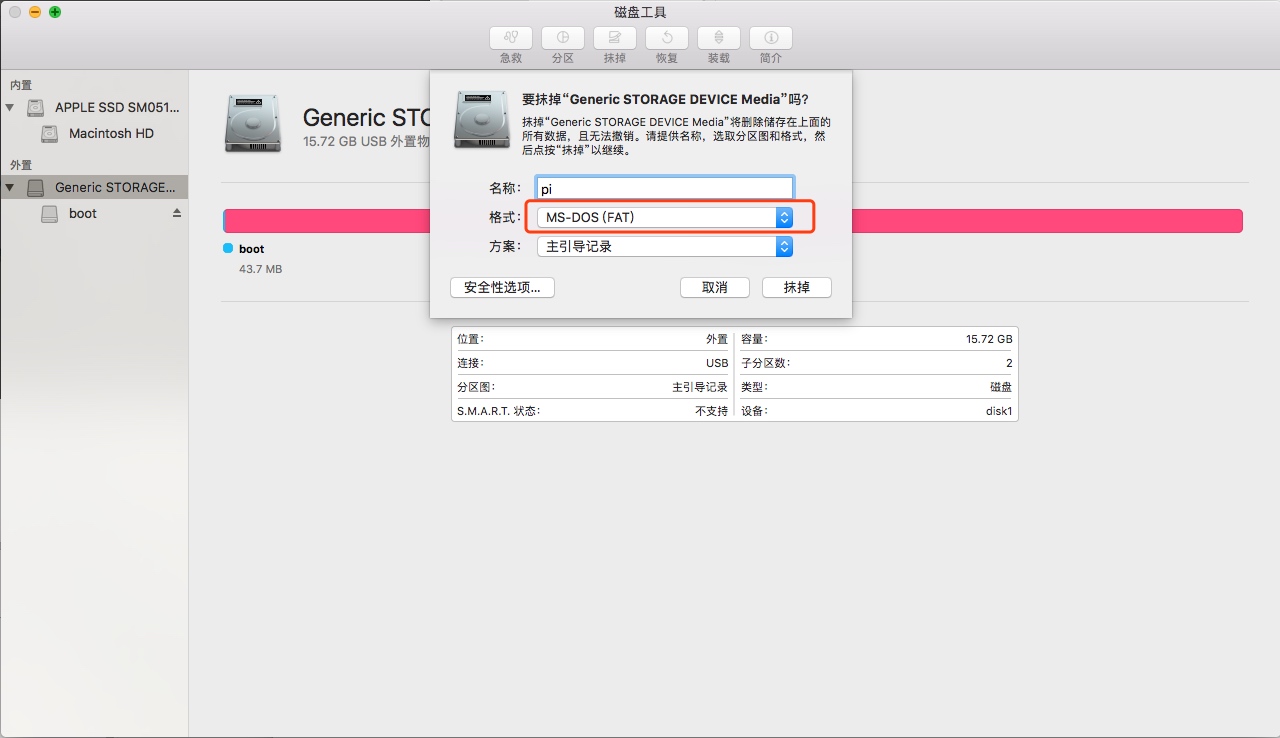 磁盘工具
急救
分区
抹掉
恢复
装载
简介
内置
APPLE SSD SM051...
Macintosh HD
外置
Generic STORAGE...
boot
Generic STO
15.72 GB USB 外置物
boot
43.7 MB
要抹掉“Generic STORAGE DEVICE Media”吗?
抹掉“Generic STORAGE DEVICE Media”将删除储存在上面的
所有数据，且无法撤销。请提供名称，选取分区图和格式，然
后点按“抹掉”以继续。
名称： pi
格式： MS-DOS (FAT)
方案： 主引导记录
安全性选项...
取消
抹掉
位置： 外置
容量： 15.72 GB
连接： USB
子分区数： 2
分区图： 主引导记录
类型： 磁盘
S.M.A.R.T. 状态： 不支持
设备： disk1